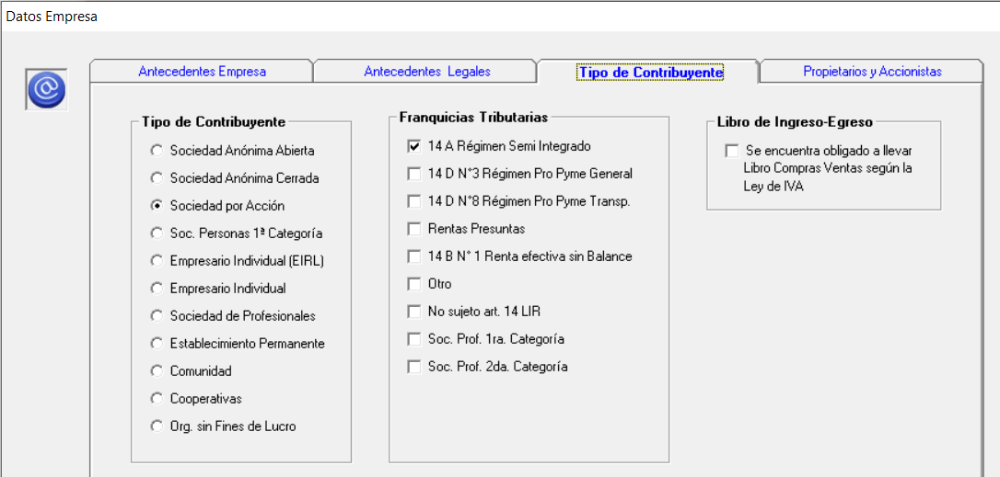 Datos Empresa
Antecedentes Empresa
Antecedentes Legales
Tipo de Contribuyente
Propietarios y Accionistas
Tipo de Contribuyente
Sociedad Anónima Abierta
Sociedad Anónima Cerrada
Sociedad por Acción
Soc. Personas 1ª Categoría
Empresario Individual (EIRL)
Empresario Individual
Sociedad de Profesionales
Establecimiento Permanente
Comunidad
Cooperativas
Org. sin Fines de Lucro
Franquicias Tributarias
14 A Régimen Semi Integrado
14 D N°3 Régimen Pro Pyme General
14 D N°8 Régimen Pro Pyme Transp.
Rentas Presuntas
14 B N° 1 Renta efectiva sin Balance
Otro
No sujeto art. 14 LIR
Soc. Prof. 1ra. Categoría
Soc. Prof. 2da. Categoría
Libro de Ingreso-Egreso
Se encuentra obligado a llevar
Libro Compras Ventas según la
Ley de IVA